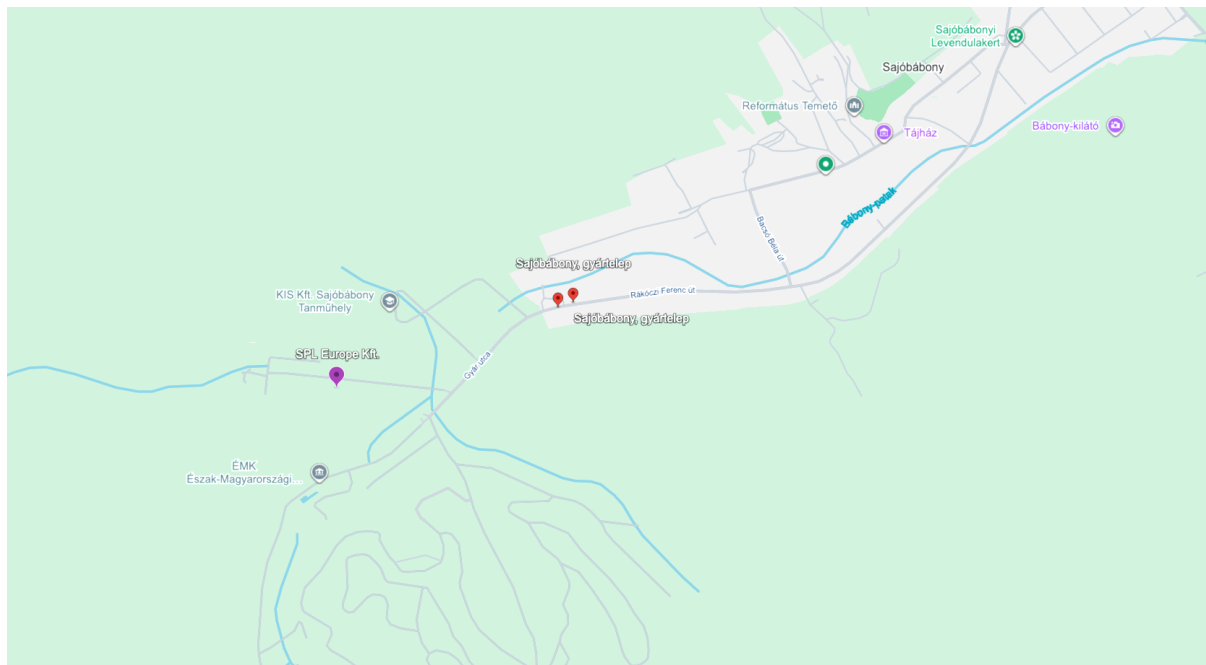 Sajóbábonyi
Levendulakert
Sajóbábony
Református Temető
Tájház
Bábony-kilátó
Bábony-patak
Bacsó Béla út
Sajóbábony, gyártelep
Rákóczi Ferenc út
KIS Kft. Sajóbábony
Tanműhely
Sajóbábony, gyártelep
SPL Europe Kft.
Gyár utca
ÉMK
Észak-Magyarországi...